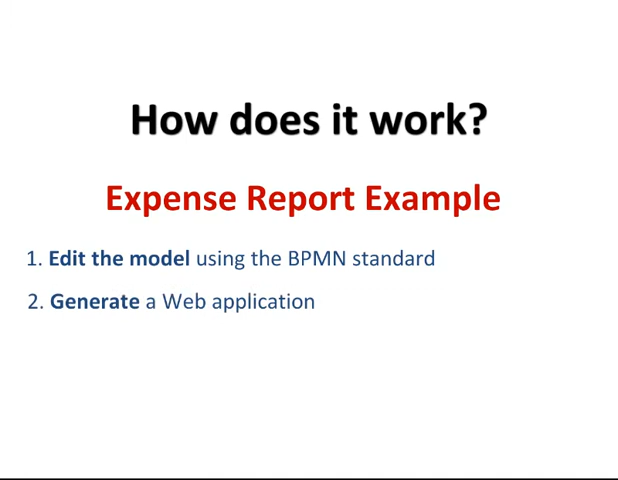 How does it work?
Expense Report Example
1. Edit the model using the BPMN standard
2. Generate a Web application